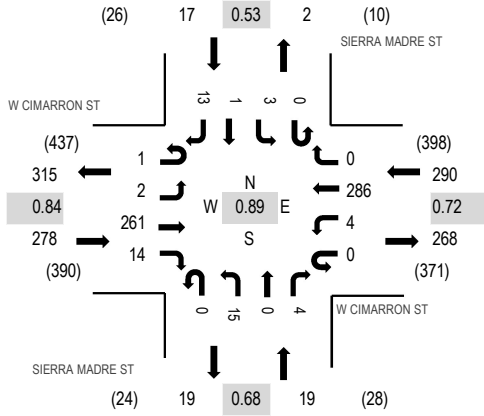 (26) 17 0.53 2 (10)
SIERRA MADRE ST
W CIMARRON ST
13 1 3 0
(437) (398)
315 1 0 290
2 N 286
0.84 W 0.89 E 0.72
261 S 4
278 14 0 268
(390) (371)
0 15 0 4
W CIMARRON ST
SIERRA MADRE ST
(24) 19 0.68 19 (28)